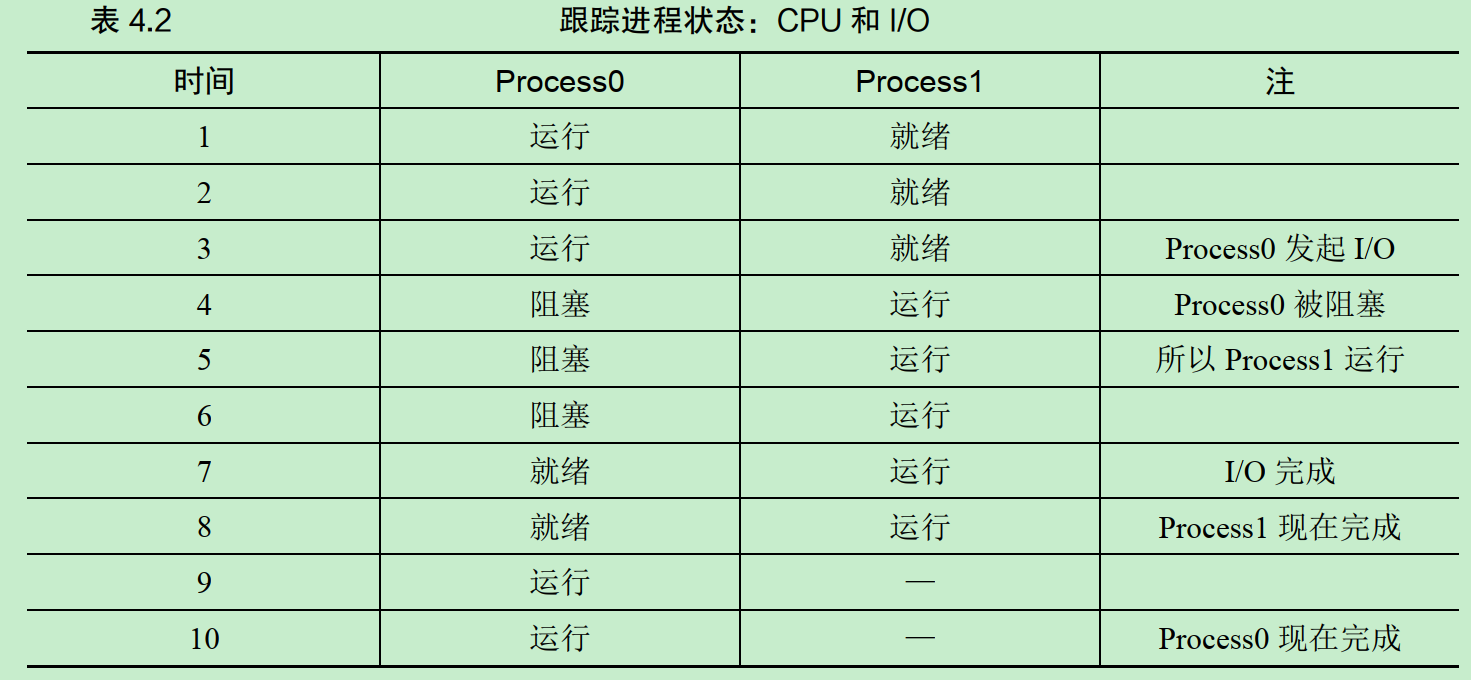 表 4.2 跟踪进程状态：CPU 和 I/O
时间 Process0 Process1 注
1 运行 就绪
2 运行 就绪
3 运行 就绪 Process0 发起 I/O
4 阻塞 运行 Process0 被阻塞
5 阻塞 运行 所以 Process1 运行
6 阻塞 运行
7 就绪 运行 I/O 完成
8 就绪 运行 Process1 现在完成
9 运行 —
10 运行 — Process0 现在完成